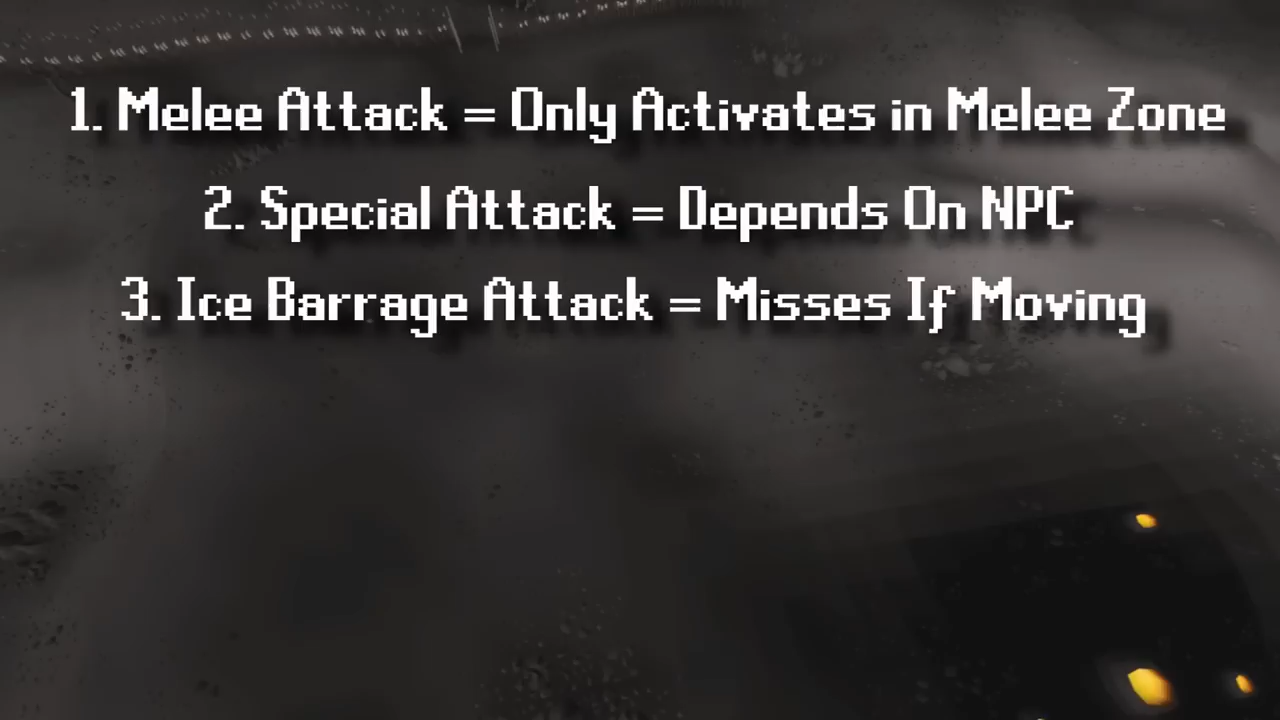 1. Melee Attack = Only Activates in Melee Zone
2. Special Attack = Depends On NPC
3. Ice Barrage Attack = Misses If Moving